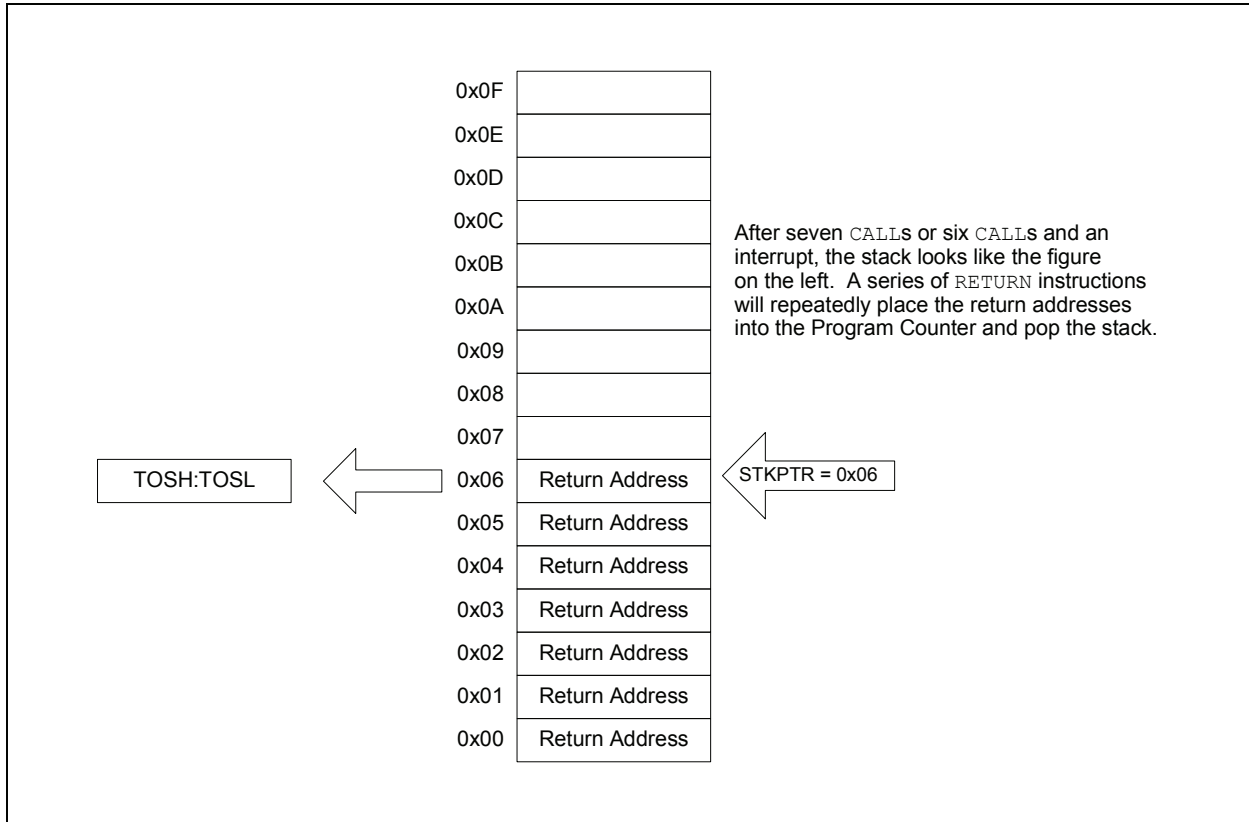 0x0F
0x0E
0x0D
0x0C
0x0B
0x0A
0x09
0x08
0x07
After seven CALLs or six CALLs and an
interrupt, the stack looks like the figure
on the left. A series of RETURN instructions
will repeatedly place the return addresses
into the Program Counter and pop the stack.
TOSH:TOSL
0x06 Return Address
STKPTR = 0x06
0x05 Return Address
0x04 Return Address
0x03 Return Address
0x02 Return Address
0x01 Return Address
0x00 Return Address